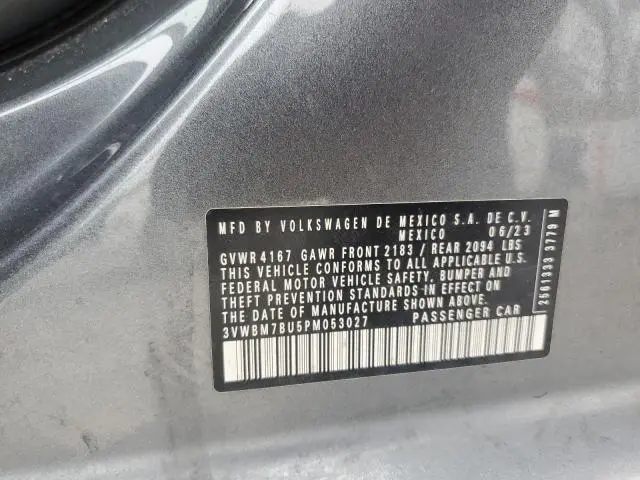 MFD BY VOLKSWAGEN DE MEXICO S.A. DE C.V.
MEXICO 06/23
GVWR 4167 GAWR FRONT 2183 / REAR 2094 LBS
THIS VEHICLE CONFORMS TO ALL APPLICABLE U.S.
FEDERAL MOTOR VEHICLE SAFETY, BUMPER AND
THEFT PREVENTION STANDARDS IN EFFECT ON
THE DATE OF MANUFACTURE SHOWN ABOVE.
3VWBM7BU5PM053027 PASSENGER CAR
2561333 3779 M